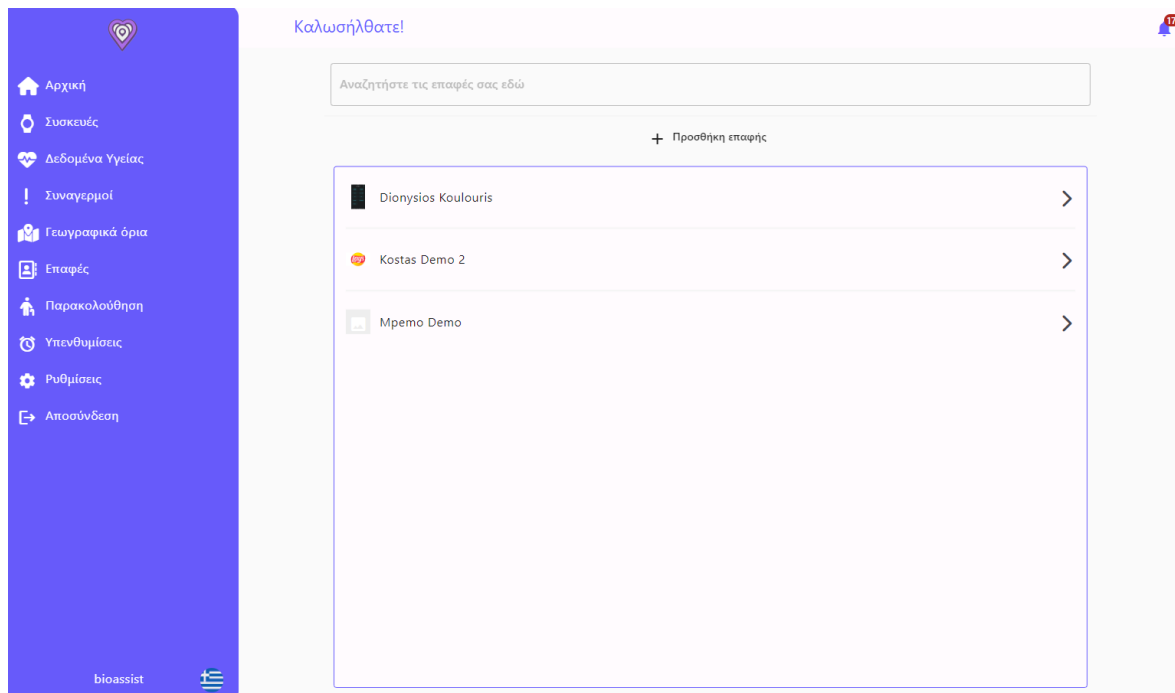 Καλωσήλθατε!
17
Αρχική
Συσκευές
Δεδομένα Υγείας
Συναγερμοί
Γεωγραφικά όρια
Επαφές
Παρακολούθηση
Υπενθυμίσεις
Ρυθμίσεις
Αποσύνδεση
bioassist
Αναζητήστε τις επαφές σας εδώ
+ Προσθήκη επαφής
Dionysios Koulouris
Kostas Demo 2
Mpemo Demo